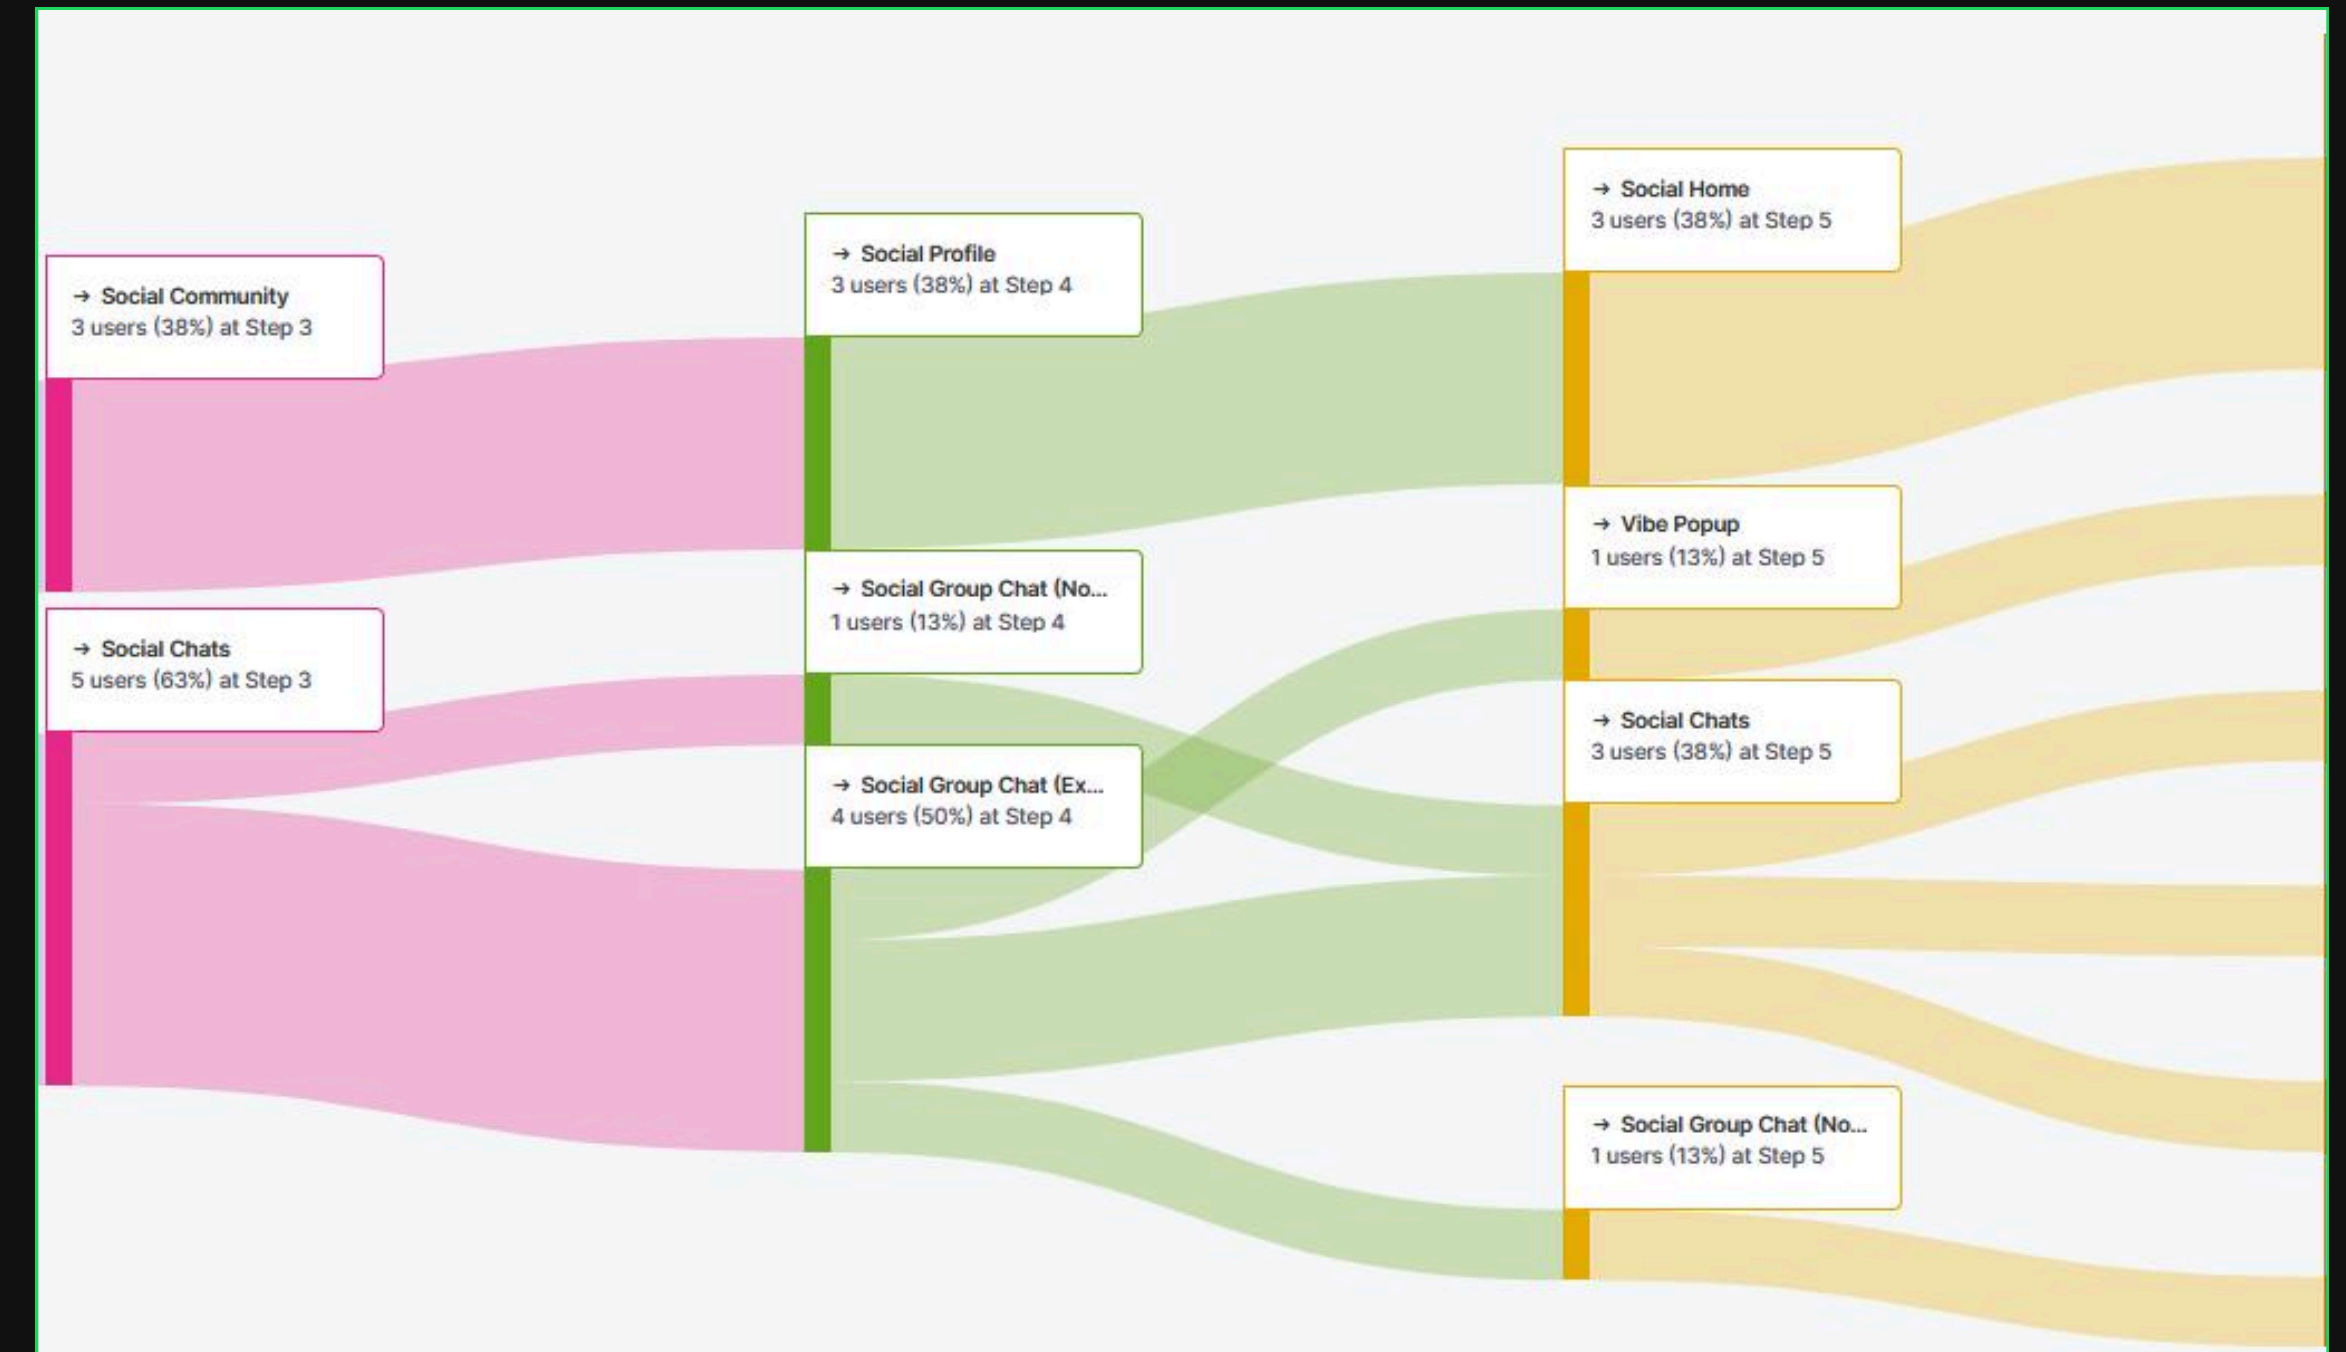 → Social Community
3 users (38%) at Step 3
→ Social Chats
5 users (63%) at Step 3
→ Social Profile
3 users (38%) at Step 4
→ Social Group Chat (No...
1 users (13%) at Step 4
→ Social Group Chat (Ex...
4 users (50%) at Step 4
→ Social Home
3 users (38%) at Step 5
→ Vibe Popup
1 users (13%) at Step 5
→ Social Chats
3 users (38%) at Step 5
→ Social Group Chat (No...
1 users (13%) at Step 5